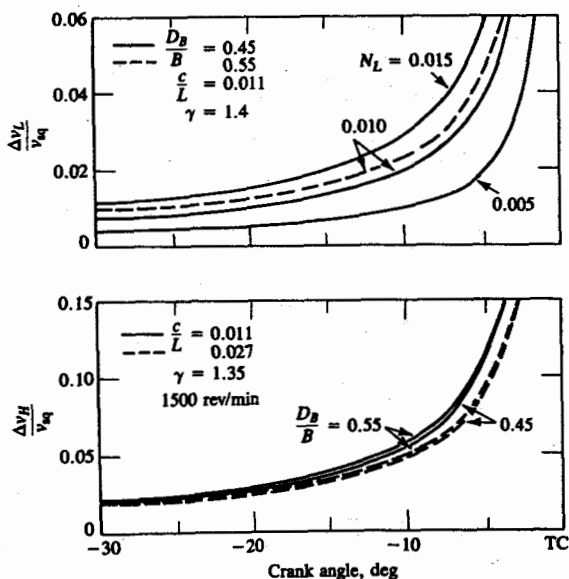 0.06
0.04
0.02
0
Δv_L / v_sq
D_B / B = 0.45
0.55
c / L = 0.011
γ = 1.4
N_L = 0.015
0.010
0.005
0.15
0.10
0.05
0
Δv_H / v_sq
c / L = 0.011
0.027
γ = 1.35
1500 rev/min
D_B / B = 0.55
0.45
−30
−20
−10
TC
Crank angle, deg